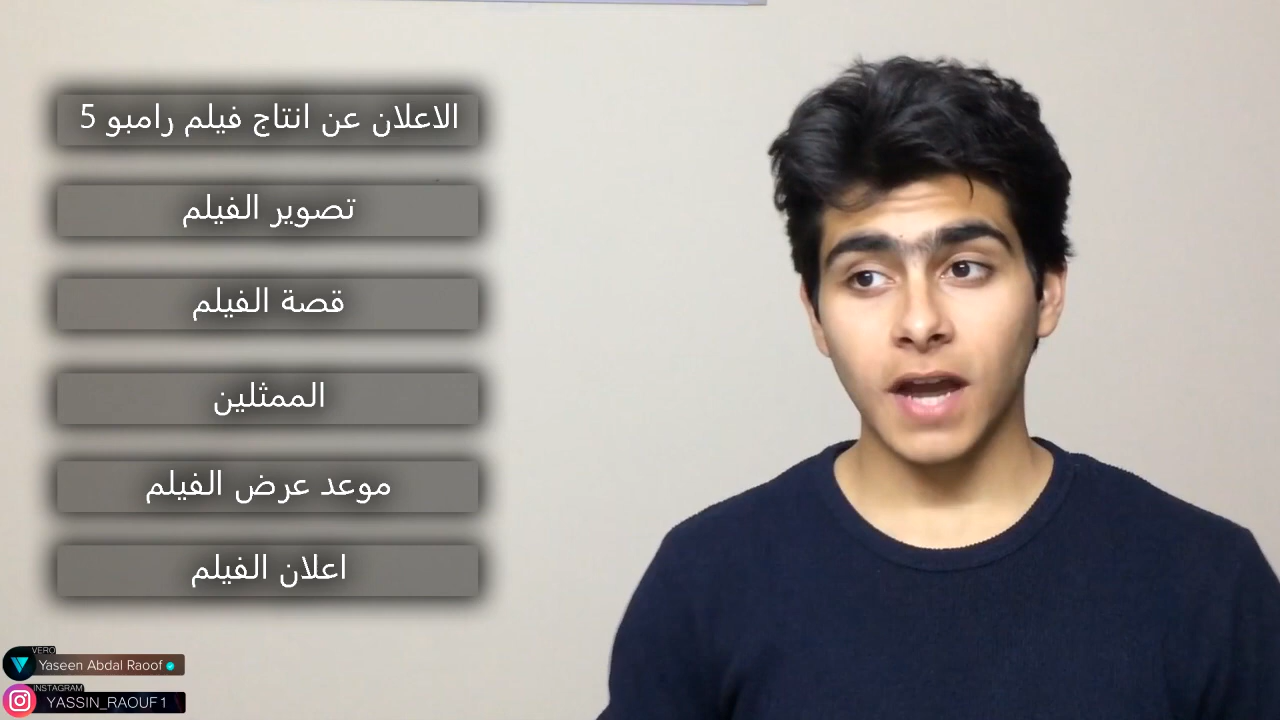 الاعلان عن انتاج فيلم رامبو 5
تصوير الفيلم
قصة الفيلم
الممثلين
موعد عرض الفيلم
اعلان الفيلم
VERO
Yaseen Abdal Raoof
INSTAGRAM
YASSIN_RAOUF1